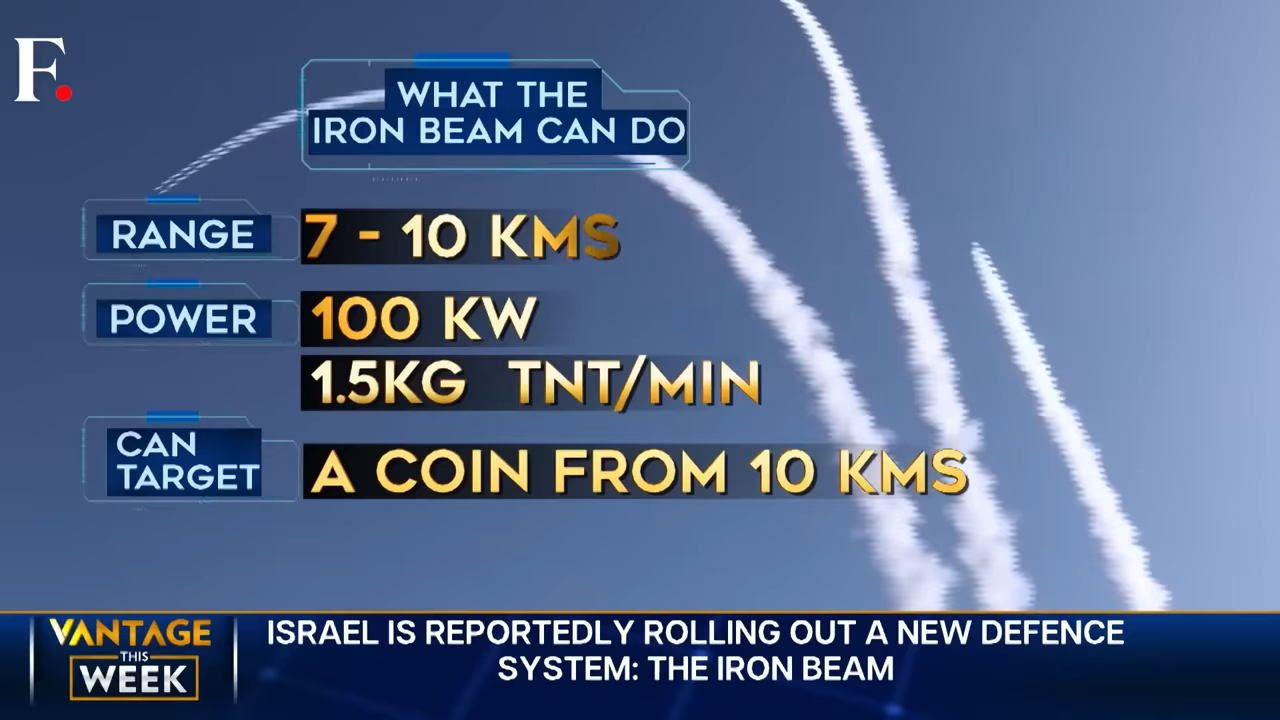 F.
WHAT THE
IRON BEAM CAN DO
RANGE
7 - 10 KMS
POWER
100 KW
1.5KG TNT/MIN
CAN
TARGET
A COIN FROM 10 KMS
VANTAGE
THIS
WEEK
ISRAEL IS REPORTEDLY ROLLING OUT A NEW DEFENCE
SYSTEM: THE IRON BEAM